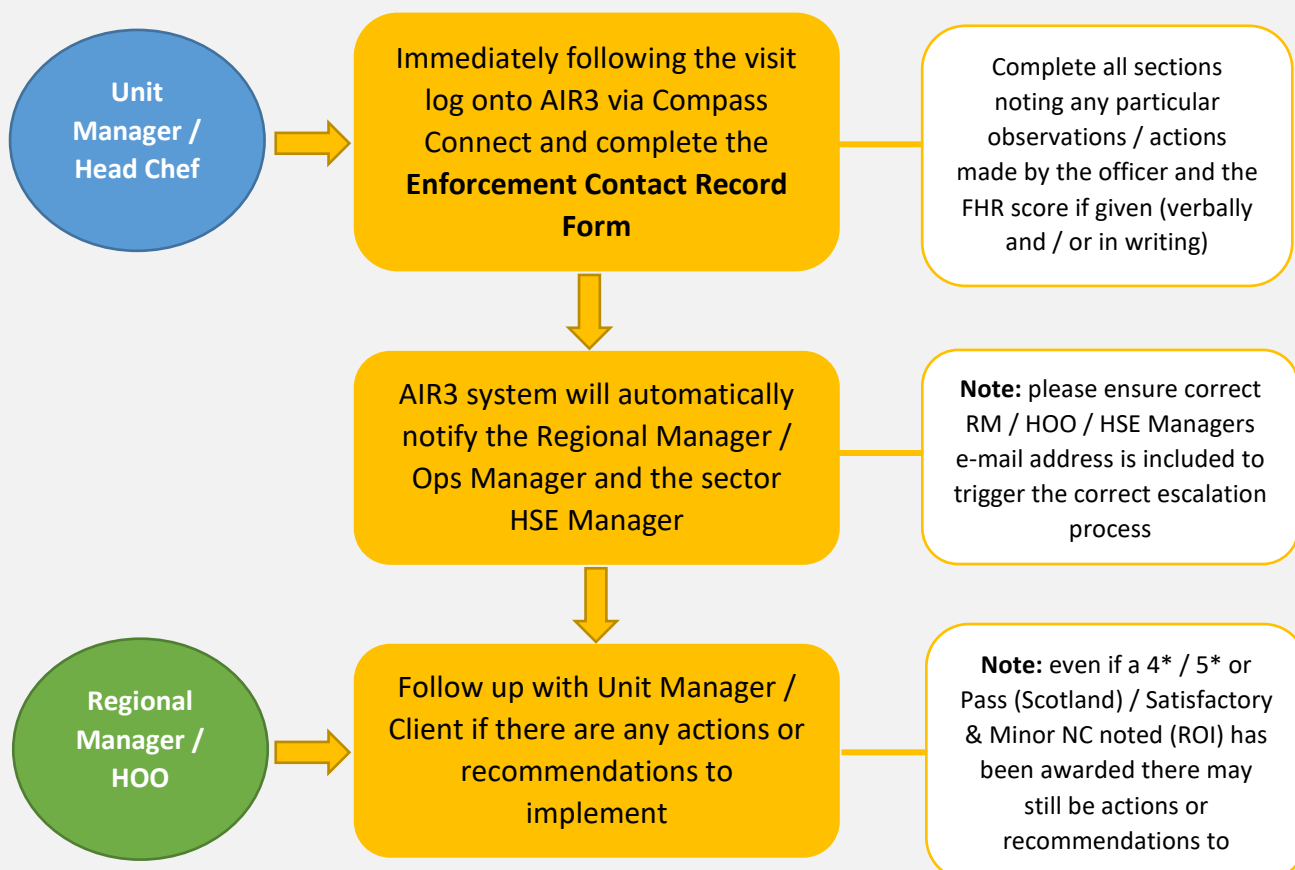 Unit
Manager /
Head Chef
Immediately following the visit
log onto AIR3 via Compass
Connect and complete the
Enforcement Contact Record
Form
Complete all sections
noting any particular
observations / actions
made by the officer and the
FHR score if given (verbally
and / or in writing)
AIR3 system will automatically
notify the Regional Manager /
Ops Manager and the sector
HSE Manager
Note: please ensure correct
RM / HOO / HSE Managers
e-mail address is included to
trigger the correct escalation
process
Regional
Manager /
HOO
Follow up with Unit Manager /
Client if there are any actions or
recommendations to
implement
Note: even if a 4* / 5* or
Pass (Scotland) / Satisfactory
& Minor NC noted (ROI) has
been awarded there may
still be actions or
recommendations to